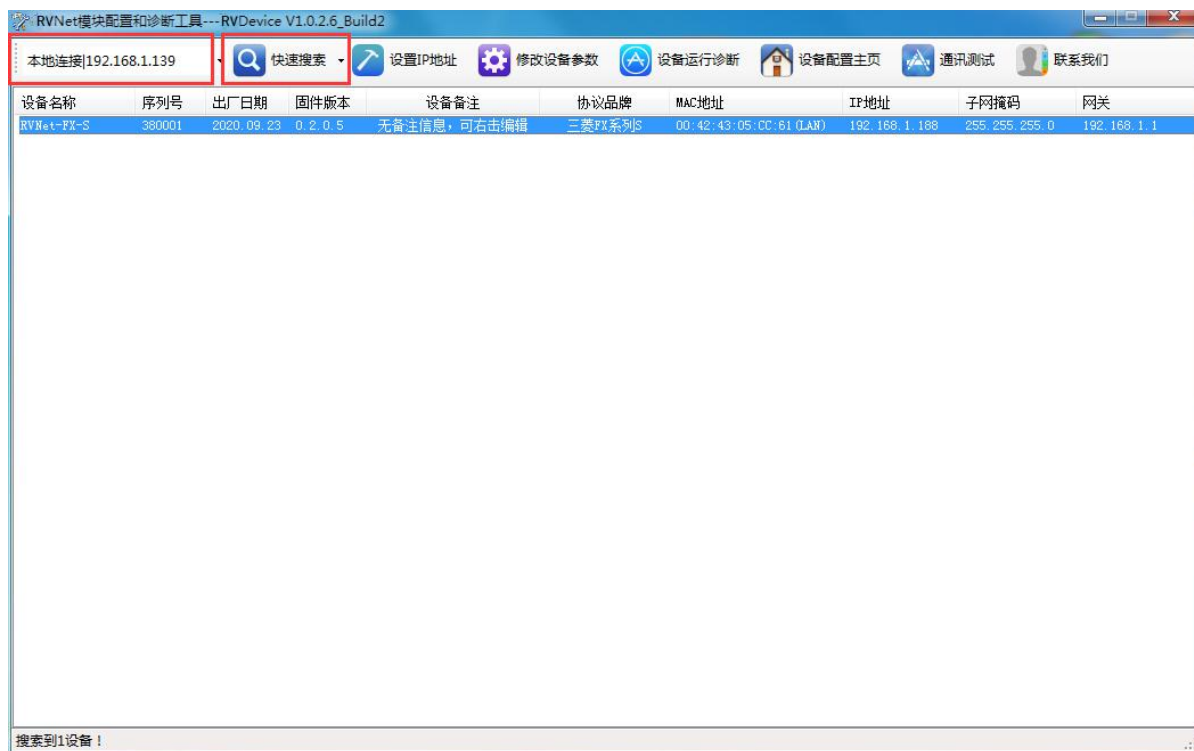 RVNet模块配置和诊断工具---RVDevice V1.0.2.6_Build2
本地连接|192.168.1.139 快速搜索 设置IP地址 修改设备参数 设备运行诊断 设备配置主页 通讯测试 联系我们
设备名称 序列号 出厂日期 固件版本 设备备注 协议品牌 MAC地址 IP地址 子网掩码 网关
RVNet-FX-S 380001 2020.09.23 0.2.0.5 无备注信息，可右击编辑 三菱FX系列S 00:42:43:05:CC:61(LAN) 192.168.1.188 255.255.255.0 192.168.1.1
搜索到1设备！